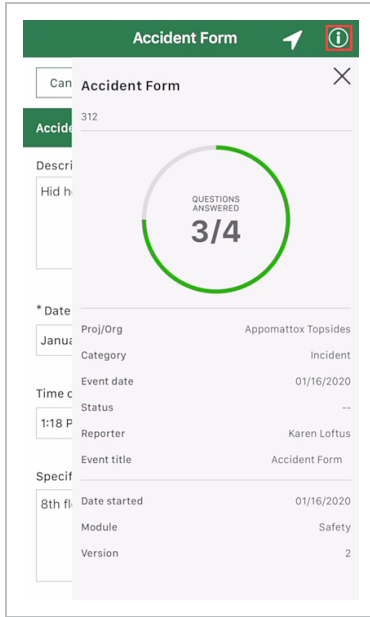 Accident Form
Can
Accident Form
312
Accide
Descri
Hid h
QUESTIONS
ANSWERED
3/4
* Date
Proj/Org Appomattox Topsides
Janua
Category Incident
Event date 01/16/2020
Time o
Status --
1:18 P
Reporter Karen Loftus
Event title Accident Form
Specif
8th fl
Date started 01/16/2020
Module Safety
Version 2